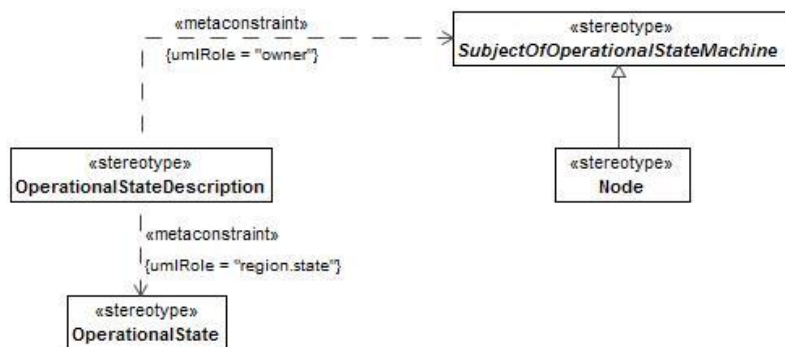 «metaconstraint»
{umlRole = "owner"}
«stereotype»
SubjectOfOperationalStateMachine
«stereotype»
OperationalStateDescription
«stereotype»
Node
«metaconstraint»
{umlRole = "region.state"}
«stereotype»
OperationalState